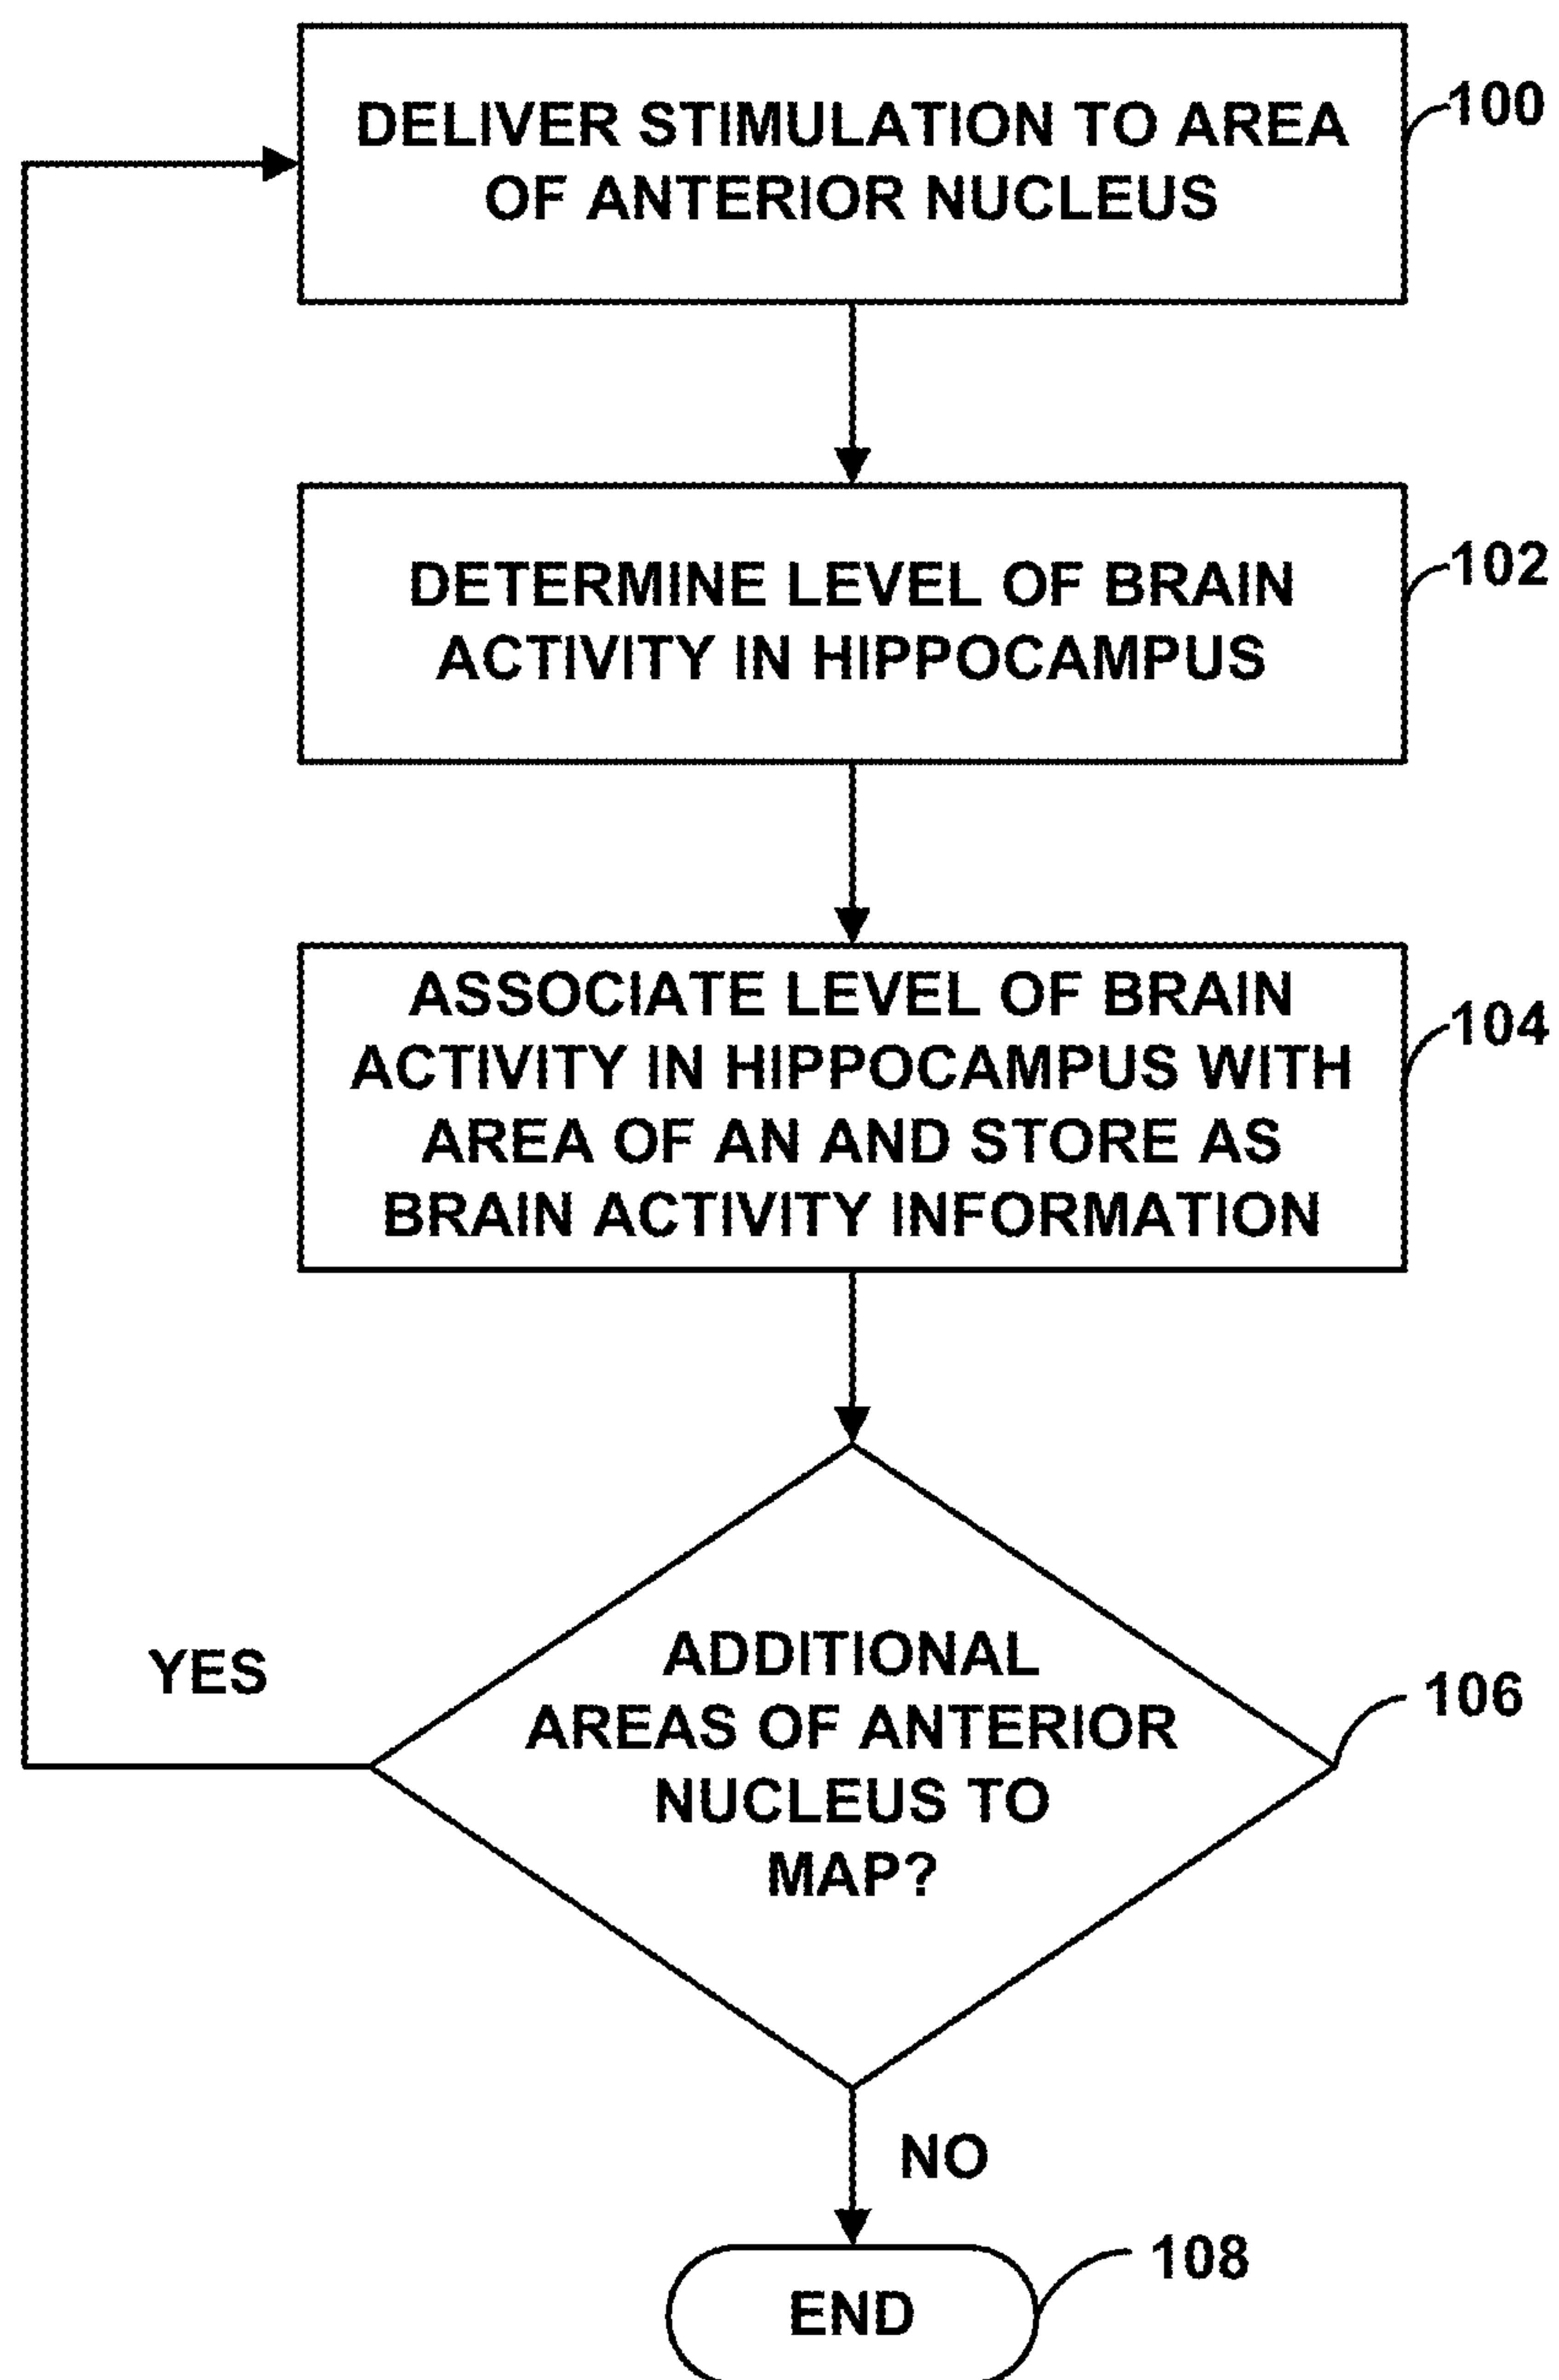 DELIVER STIMULATION TO AREA
OF ANTERIOR NUCLEUS
100
DETERMINE LEVEL OF BRAIN
ACTIVITY IN HIPPOCAMPUS
102
ASSOCIATE LEVEL OF BRAIN
ACTIVITY IN HIPPOCAMPUS WITH
AREA OF AN AND STORE AS
BRAIN ACTIVITY INFORMATION
104
YES
ADDITIONAL
AREAS OF ANTERIOR
NUCLEUS TO
MAP?
106
NO
END
108